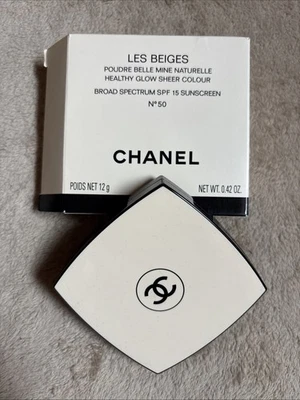 LES BEIGES
POUDRE BELLE MINE NATURELLE
HEALTHY GLOW SHEER COLOUR
BROAD SPECTRUM SPF 15 SUNSCREEN
N°50
CHANEL
POIDS NET 12 g NET WT. 0.42 OZ.